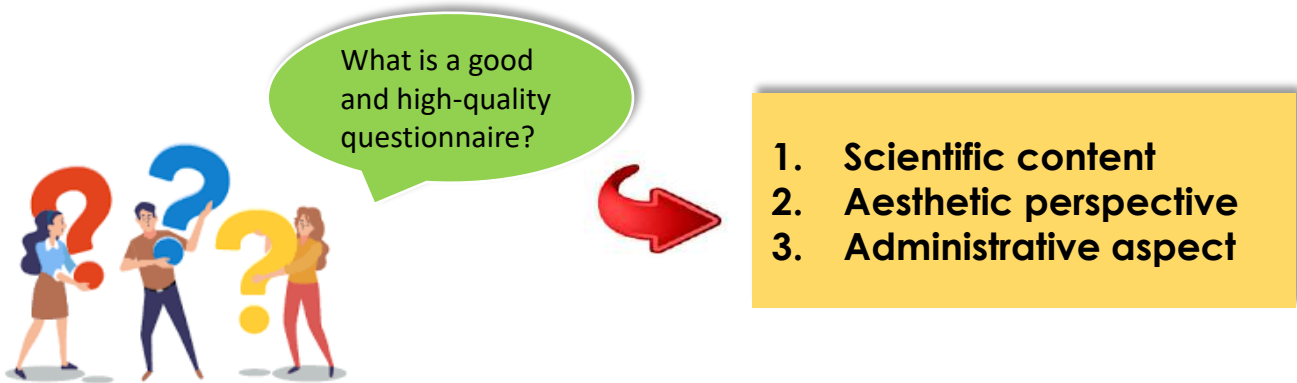 What is a good
and high-quality
questionnaire?
1. Scientific content
2. Aesthetic perspective
3. Administrative aspect